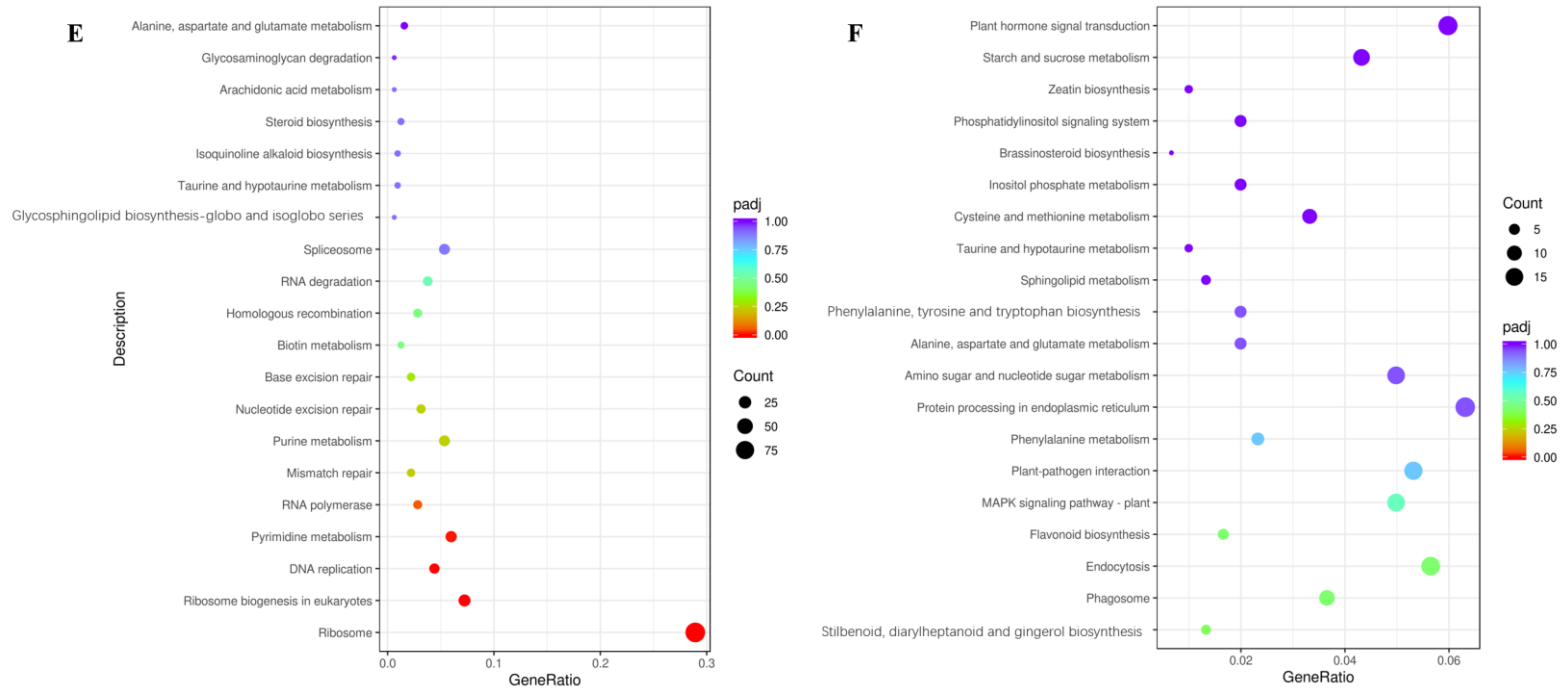 E
Alanine, aspartate and glutamate metabolism
Glycosaminoglycan degradation
Arachidonic acid metabolism
Steroid biosynthesis
Isoquinoline alkaloid biosynthesis
Taurine and hypotaurine metabolism
Glycosphingolipid biosynthesis-globo and isoglobo series
Spliceosome
RNA degradation
Homologous recombination
Biotin metabolism
Base excision repair
Nucleotide excision repair
Purine metabolism
Mismatch repair
RNA polymerase
Pyrimidine metabolism
DNA replication
Ribosome biogenesis in eukaryotes
Ribosome
Description
0.0 0.1 0.2 0.3
GeneRatio
padj
1.00
0.75
0.50
0.25
0.00
Count
25
50
75
F
Plant hormone signal transduction
Starch and sucrose metabolism
Zeatin biosynthesis
Phosphatidylinositol signaling system
Brassinosteroid biosynthesis
Inositol phosphate metabolism
Cysteine and methionine metabolism
Taurine and hypotaurine metabolism
Sphingolipid metabolism
Phenylalanine, tyrosine and tryptophan biosynthesis
Alanine, aspartate and glutamate metabolism
Amino sugar and nucleotide sugar metabolism
Protein processing in endoplasmic reticulum
Phenylalanine metabolism
Plant-pathogen interaction
MAPK signaling pathway - plant
Flavonoid biosynthesis
Endocytosis
Phagosome
Stilbenoid, diarylheptanoid and gingerol biosynthesis
0.02 0.04 0.06
GeneRatio
Count
5
10
15
padj
1.00
0.75
0.50
0.25
0.00